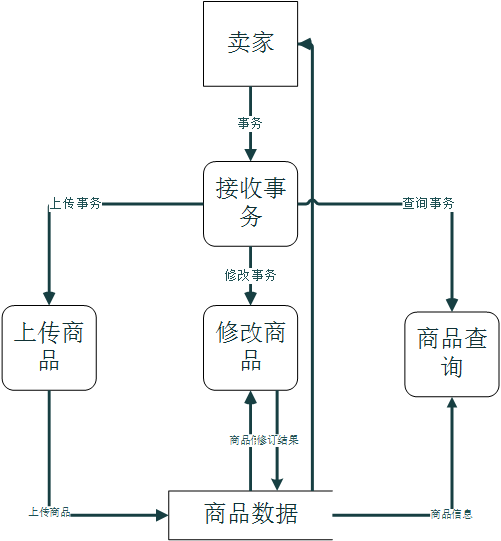 卖家
事务
接收事
务
上传事务
查询事务
修改事务
上传商
品
修改商
品
商品查
询
商品
修订结果
上传商品
商品数据
商品信息